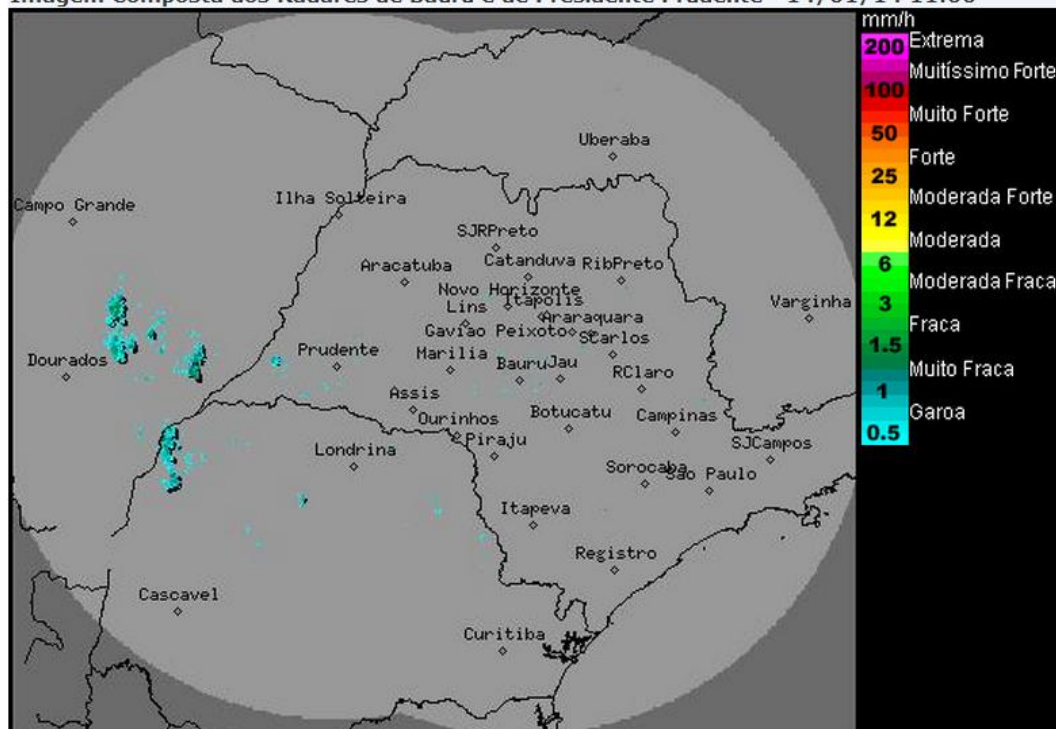 Imagem Composta dos Radares de Bauru e de Presidente Prudente - 14/01/14 11:00
mm/h
200 Extrema
Muitíssimo Forte
100
Muito Forte
50
Forte
25
Moderada Forte
12
Moderada
6
Moderada Fraca
3
Fraca
1.5
Muito Fraca
1
Garoa
0.5
Uberaba
Campo Grande
Ilha Solteira
SJRPreto
Aracatuba
Catanduva
RibPreto
Novo Horizonte
Itapolis
Lins
Araraquara
Varginha
Gaviao Peixoto
StCarlos
Dourados
Prudente
Marilia
Bauru
Jau
RClaro
Assis
Ourinhos
Botucatu
Campinas
Londrina
Piraju
SJCampos
Sorocaba
Sao Paulo
Itapeva
Registro
Cascavel
Curitiba